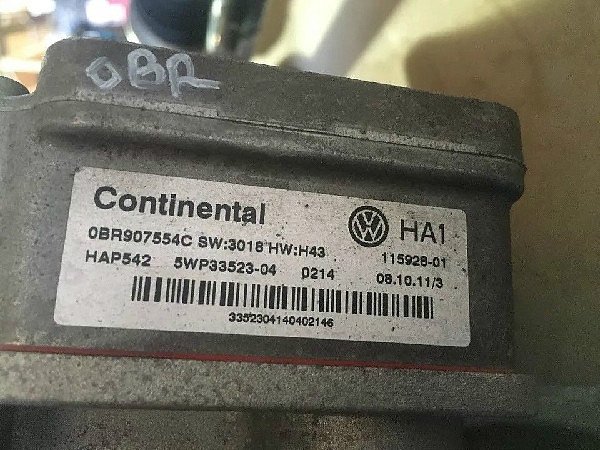 0BR
Continental
HA1
0BR907554C SW:3018 HW:H43
115928-01
HAP542 5WP33523-04 0214
08.10.11/3
3352304140402146